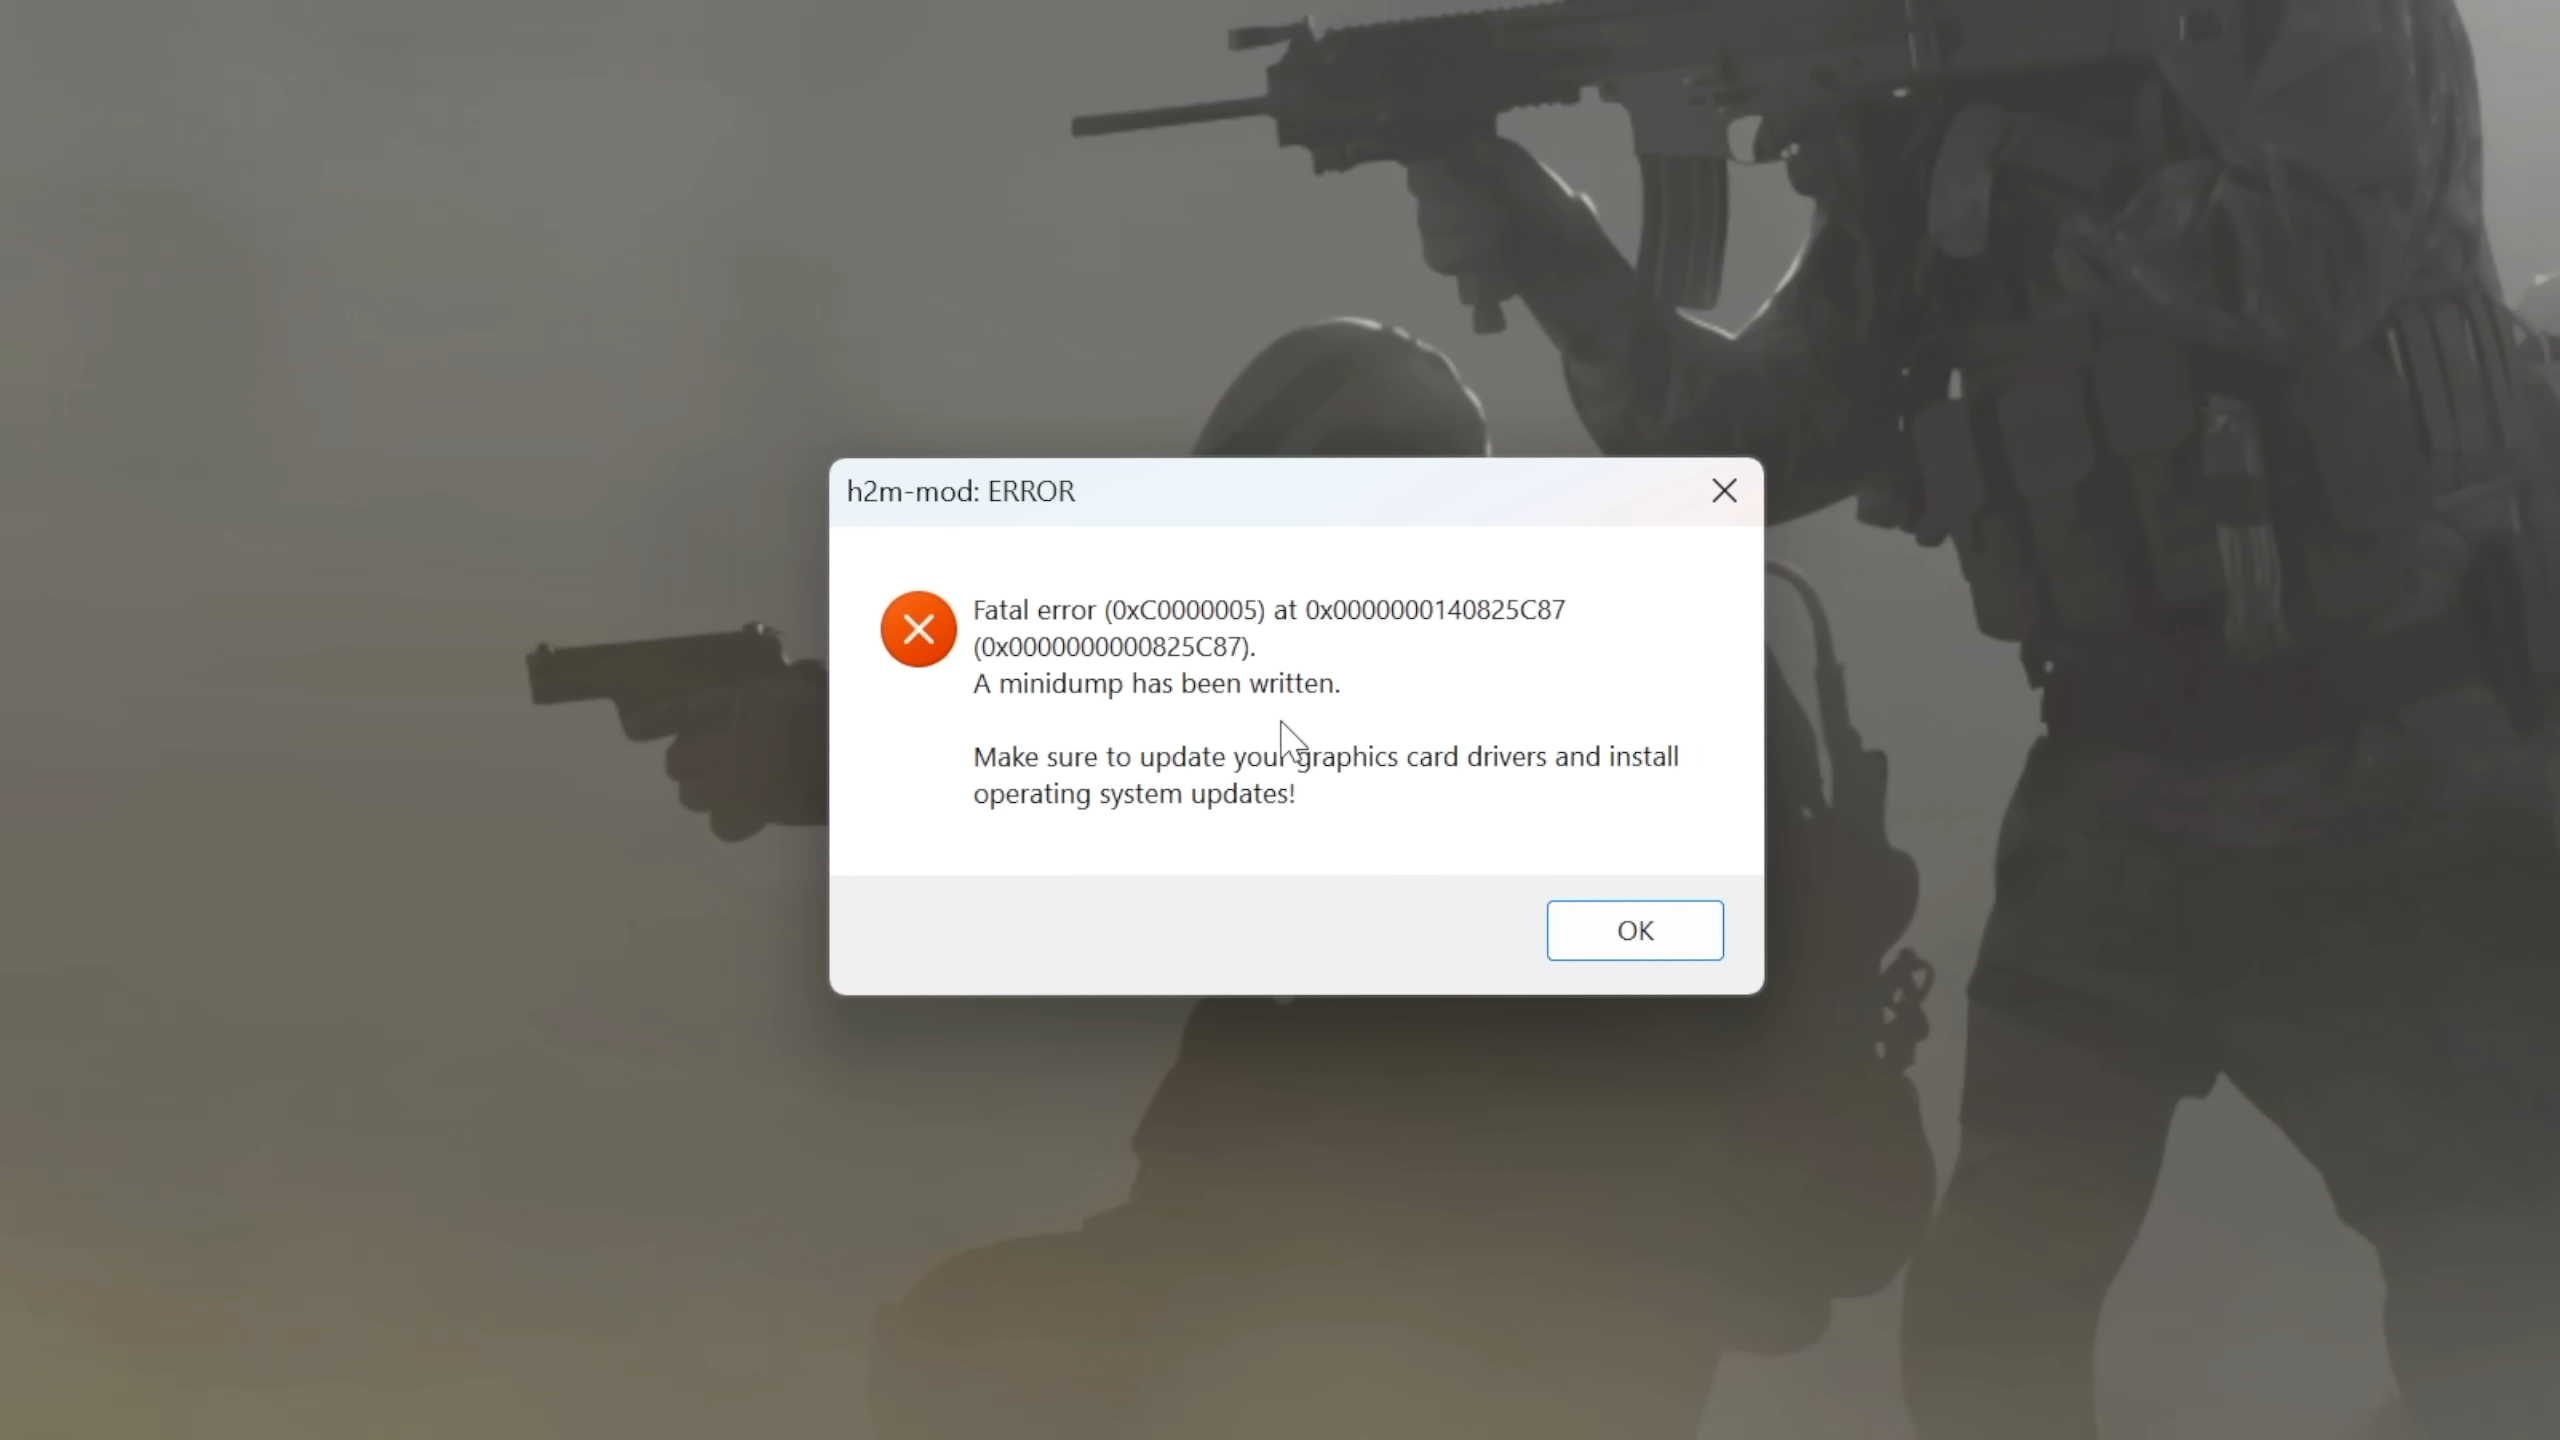 h2m-mod: ERROR
Fatal error (0xC0000005) at 0x0000000140825C87
(0x0000000000825C87).
A minidump has been written.
Make sure to update your graphics card drivers and install
operating system updates!
OK